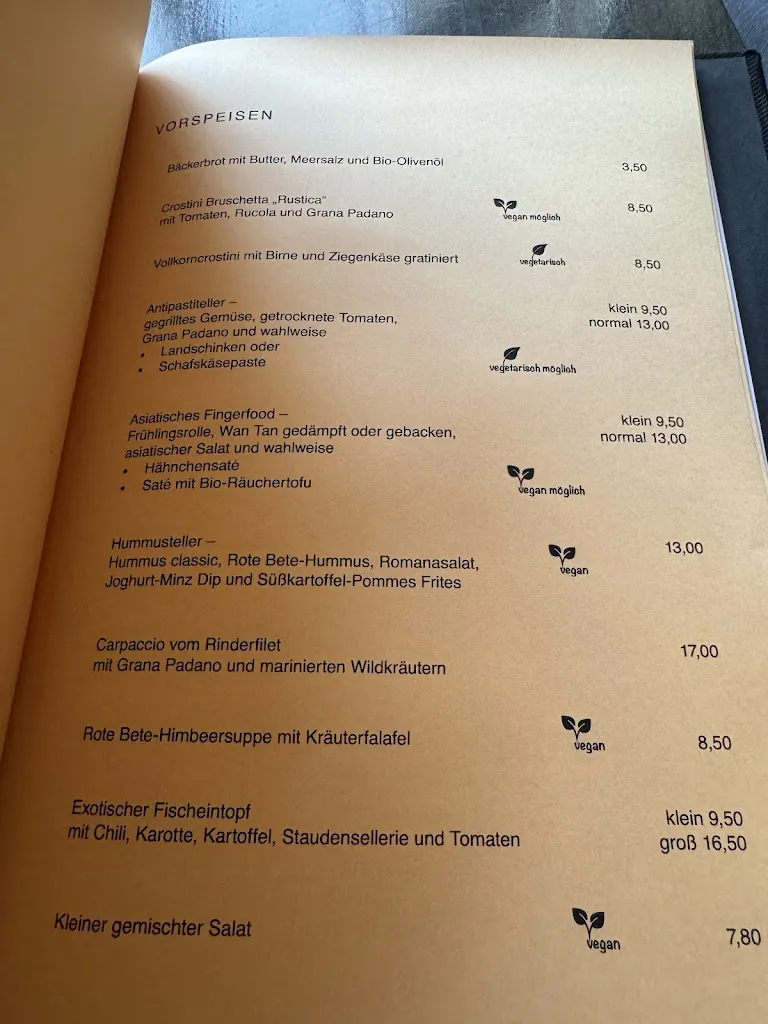 VORSPEISEN
Bäckerbrot mit Butter, Meersalz und Bio-Olivenöl 3,50
Crostini Bruschetta „Rustica“
mit Tomaten, Rucola und Grana Padano vegan möglich 8,50
Vollkorncrostini mit Birne und Ziegenkäse gratiniert vegetarisch 8,50
Antipastiteller –
gegrilltes Gemüse, getrocknete Tomaten, klein 9,50
Grana Padano und wahlweise normal 13,00
• Landschinken oder
• Schafskäsepaste vegetarisch möglich
Asiatisches Fingerfood – klein 9,50
Frühlingsrolle, Wan Tan gedämpft oder gebacken, normal 13,00
asiatischer Salat und wahlweise
• Hähnchensaté
• Saté mit Bio-Räuchertofu vegan möglich
Hummusteller – 13,00
Hummus classic, Rote Bete-Hummus, Romanasalat, vegan
Joghurt-Minz Dip und Süßkartoffel-Pommes Frites
Carpaccio vom Rinderfilet 17,00
mit Grana Padano und marinierten Wildkräutern
Rote Bete-Himbeersuppe mit Kräuterfalafel vegan 8,50
Exotischer Fischeintopf klein 9,50
mit Chili, Karotte, Kartoffel, Staudensellerie und Tomaten groß 16,50
Kleiner gemischter Salat vegan 7,80